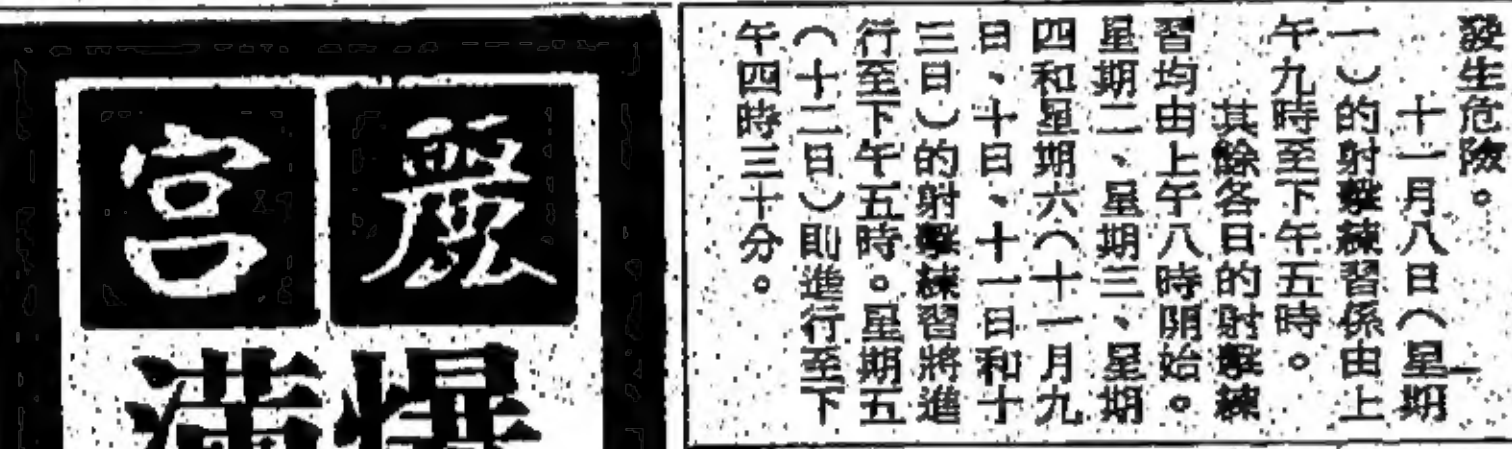 發生危險。
十一月八日（星期
一）的射擊練習係由上
午九時至下午五時。
其餘各日的射擊練
習均由上午八時開始。
星期二、星期三、星期
四和星期六（十一月九
日、十日、十一日和十
三日）的射擊練習將進
行至下午五時。星期五
（十二日）則進行至下
午四時三十分。
麗宮
爆滿